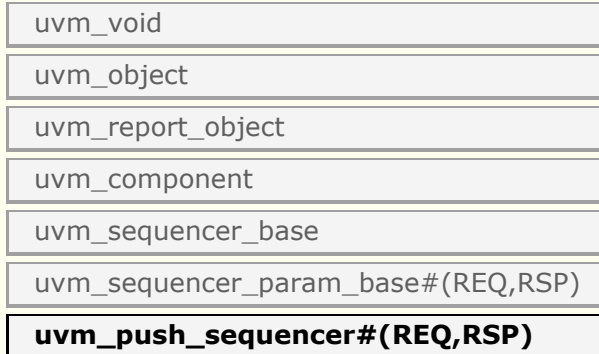 uvm_void
uvm_object
uvm_report_object
uvm_component
uvm_sequencer_base
uvm_sequencer_param_base#(REQ,RSP)
uvm_push_sequencer#(REQ,RSP)